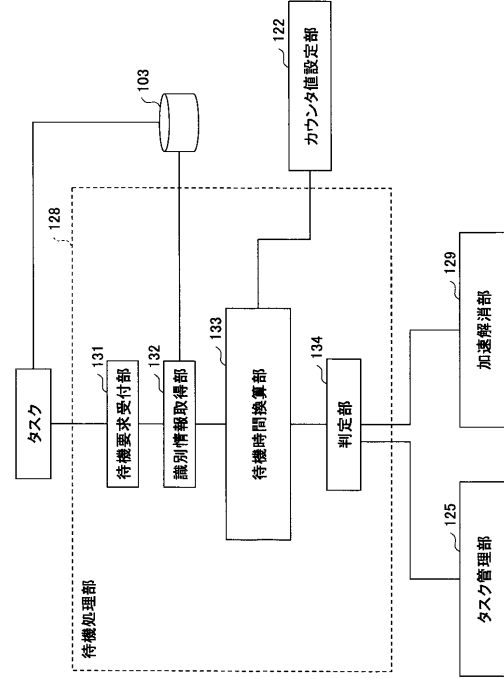 タスク
103
128
待機処理部
131
待機要求受付部
132
識別情報取得部
133
待機時間換算部
122
カウンタ値設定部
134
判定部
125
タスク管理部
129
加速解消部